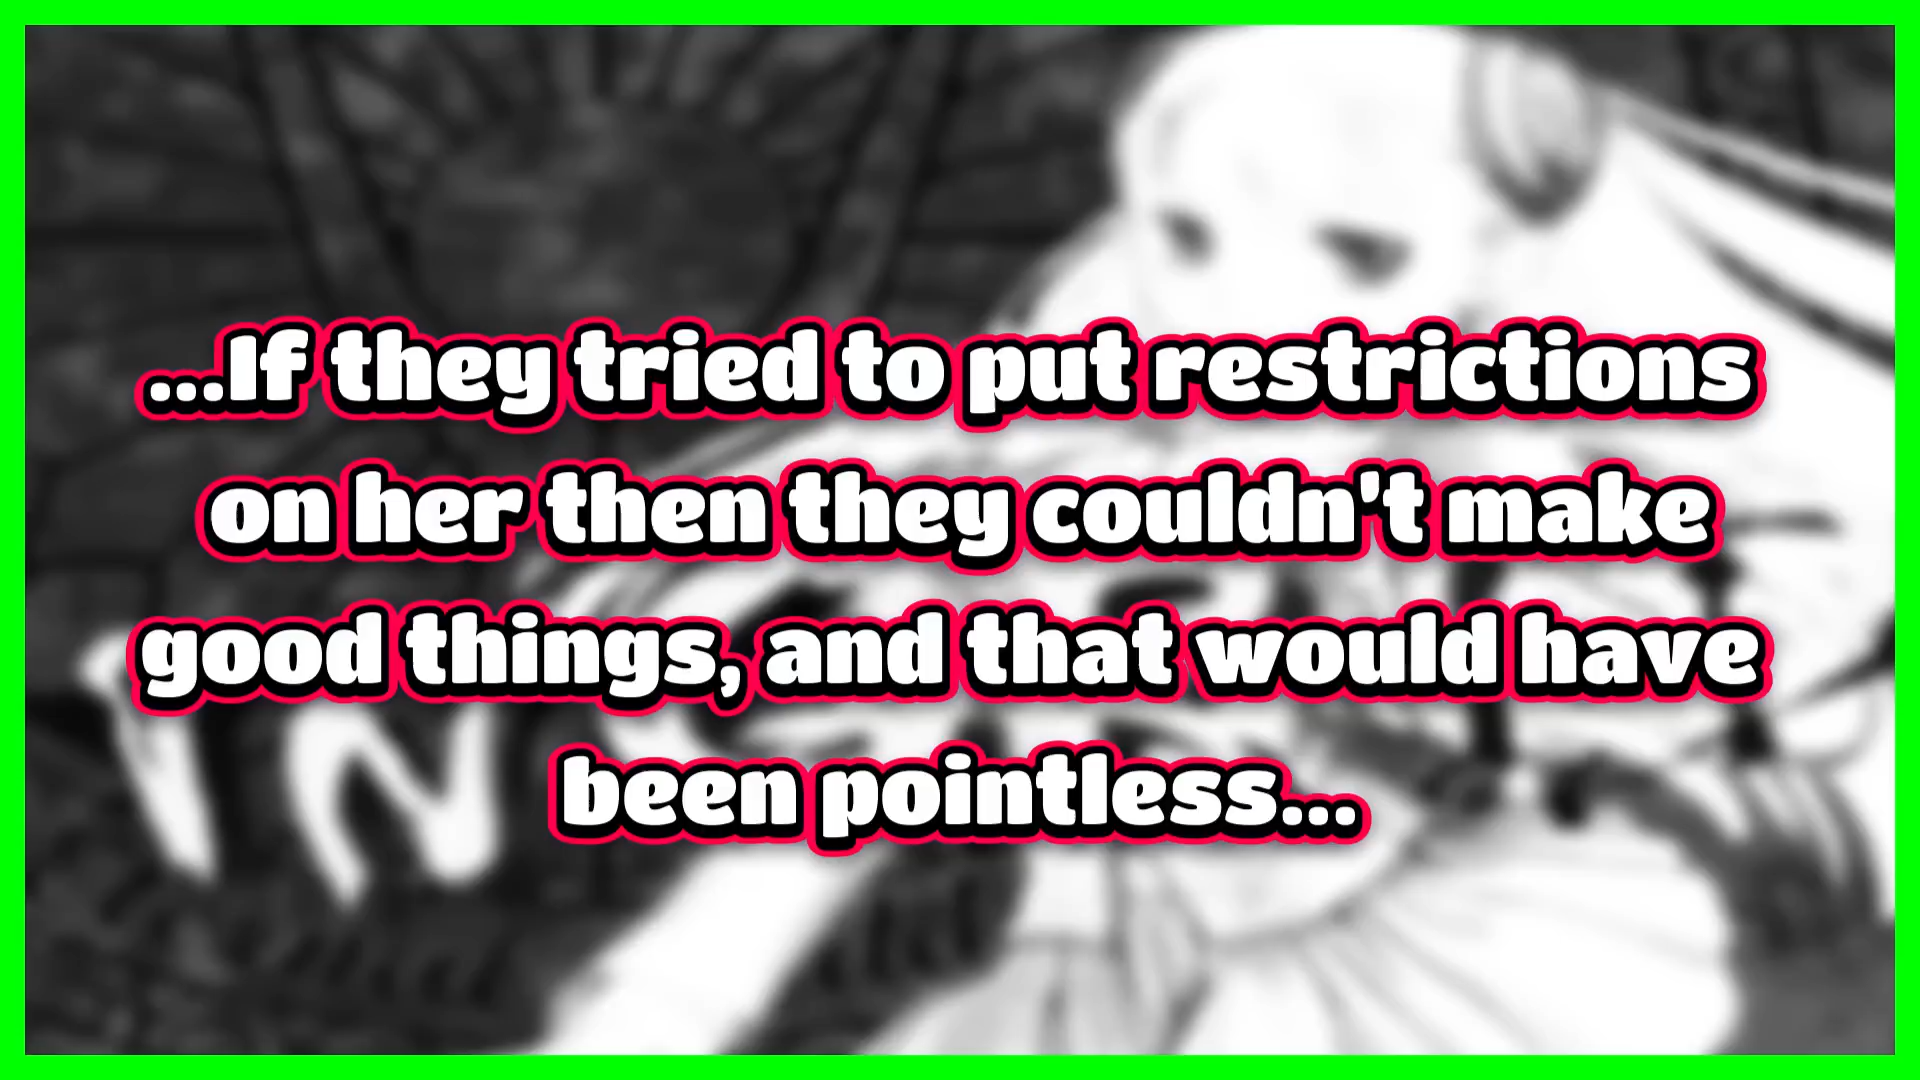 ...If they tried to put restrictions
on her then they couldn't make
good things, and that would have
been pointless...